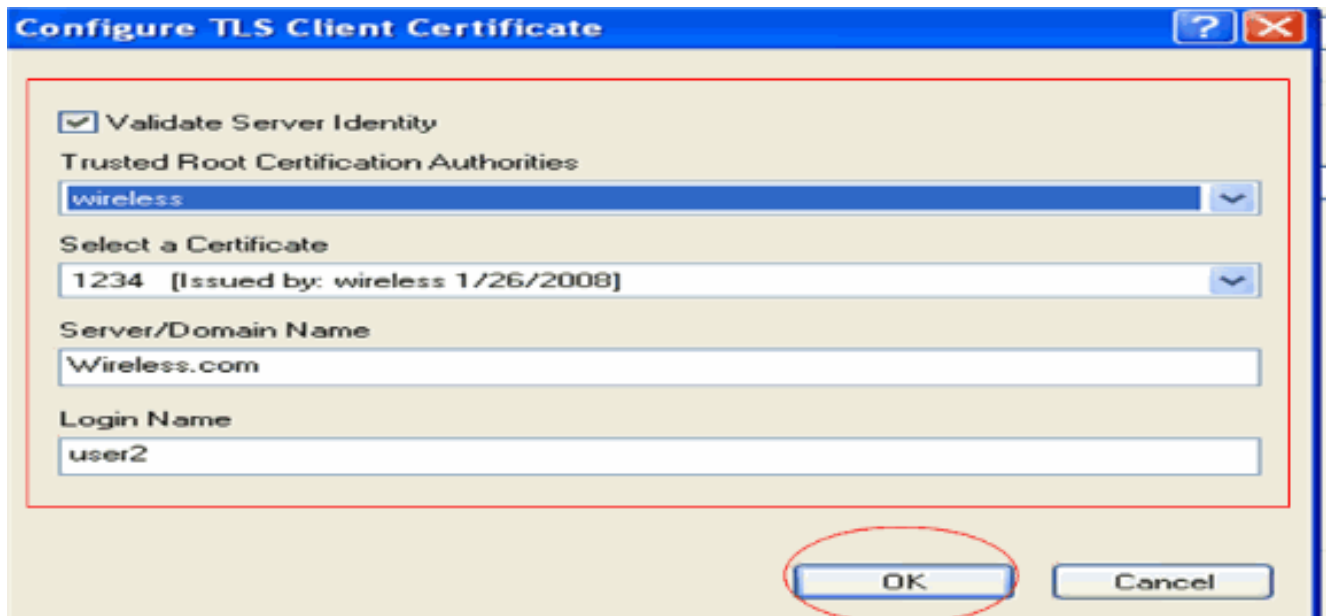 Configure TLS Client Certificate
Validate Server Identity
Trusted Root Certification Authorities
wireless
Select a Certificate
1234 [Issued by: wireless 1/26/2008]
Server/Domain Name
Wireless.com
Login Name
user2
OK Cancel